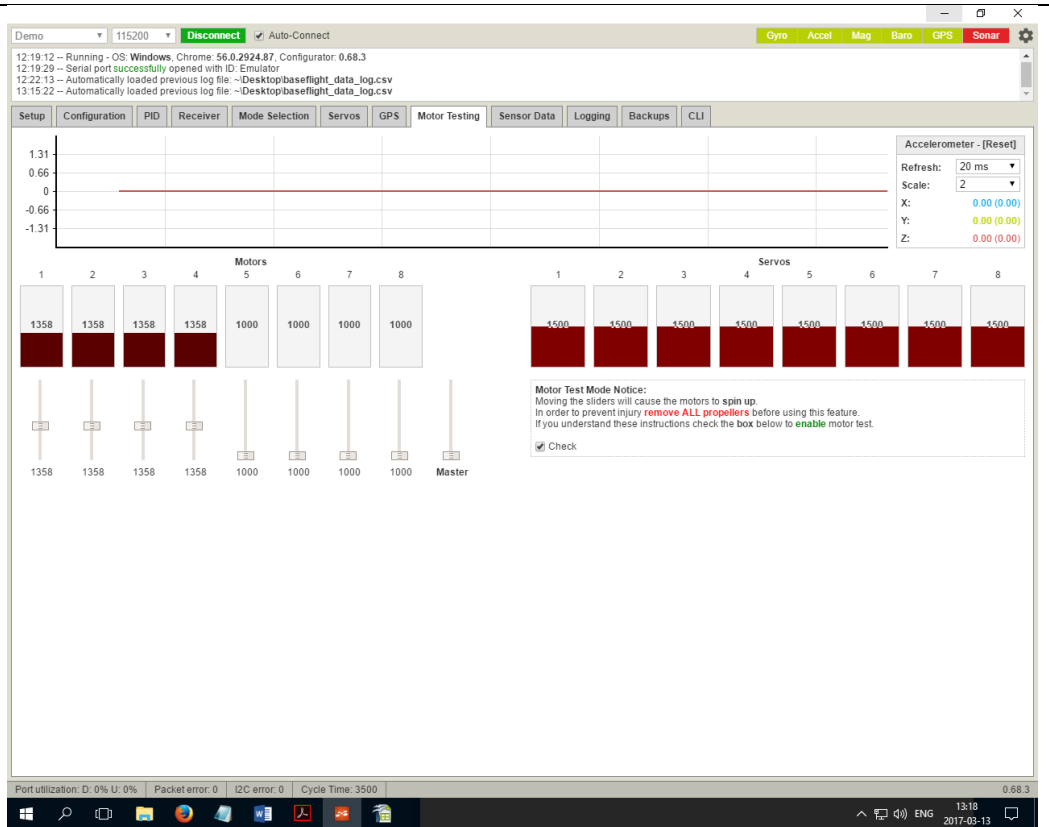 Demo 115200 Disconnect Auto-Connect Gyro Accel Mag Baro GPS Sonar
12:19:12 -- Running - OS: Windows, Chrome: 56.0.2924.87, Configurator: 0.68.3
12:19:29 -- Serial port successfully opened with ID: Emulator
12:22:13 -- Automatically loaded previous log file: ~\Desktop\baseflight_data_log.csv
13:15:22 -- Automatically loaded previous log file: ~\Desktop\baseflight_data_log.csv
Setup Configuration PID Receiver Mode Selection Servos GPS Motor Testing Sensor Data Logging Backups CLI
1.31
0.66
0
-0.66
-1.31
Accelerometer - [Reset]
Refresh: 20 ms
Scale: 2
X: 0.00 (0.00)
Y: 0.00 (0.00)
Z: 0.00 (0.00)
Motors
1 2 3 4 5 6 7 8
1358 1358 1358 1358 1000 1000 1000 1000
1358 1358 1358 1358 1000 1000 1000 1000 Master
Servos
1 2 3 4 5 6 7 8
1500 1500 1500 1500 1500 1500 1500 1500
Motor Test Mode Notice:
Moving the sliders will cause the motors to spin up.
In order to prevent injury remove ALL propellers before using this feature.
If you understand these instructions check the box below to enable motor test.
Check
Port utilization: D: 0% U: 0% Packet error: 0 I2C error: 0 Cycle Time: 3500 0.68.3
ENG 13:18
2017-03-13